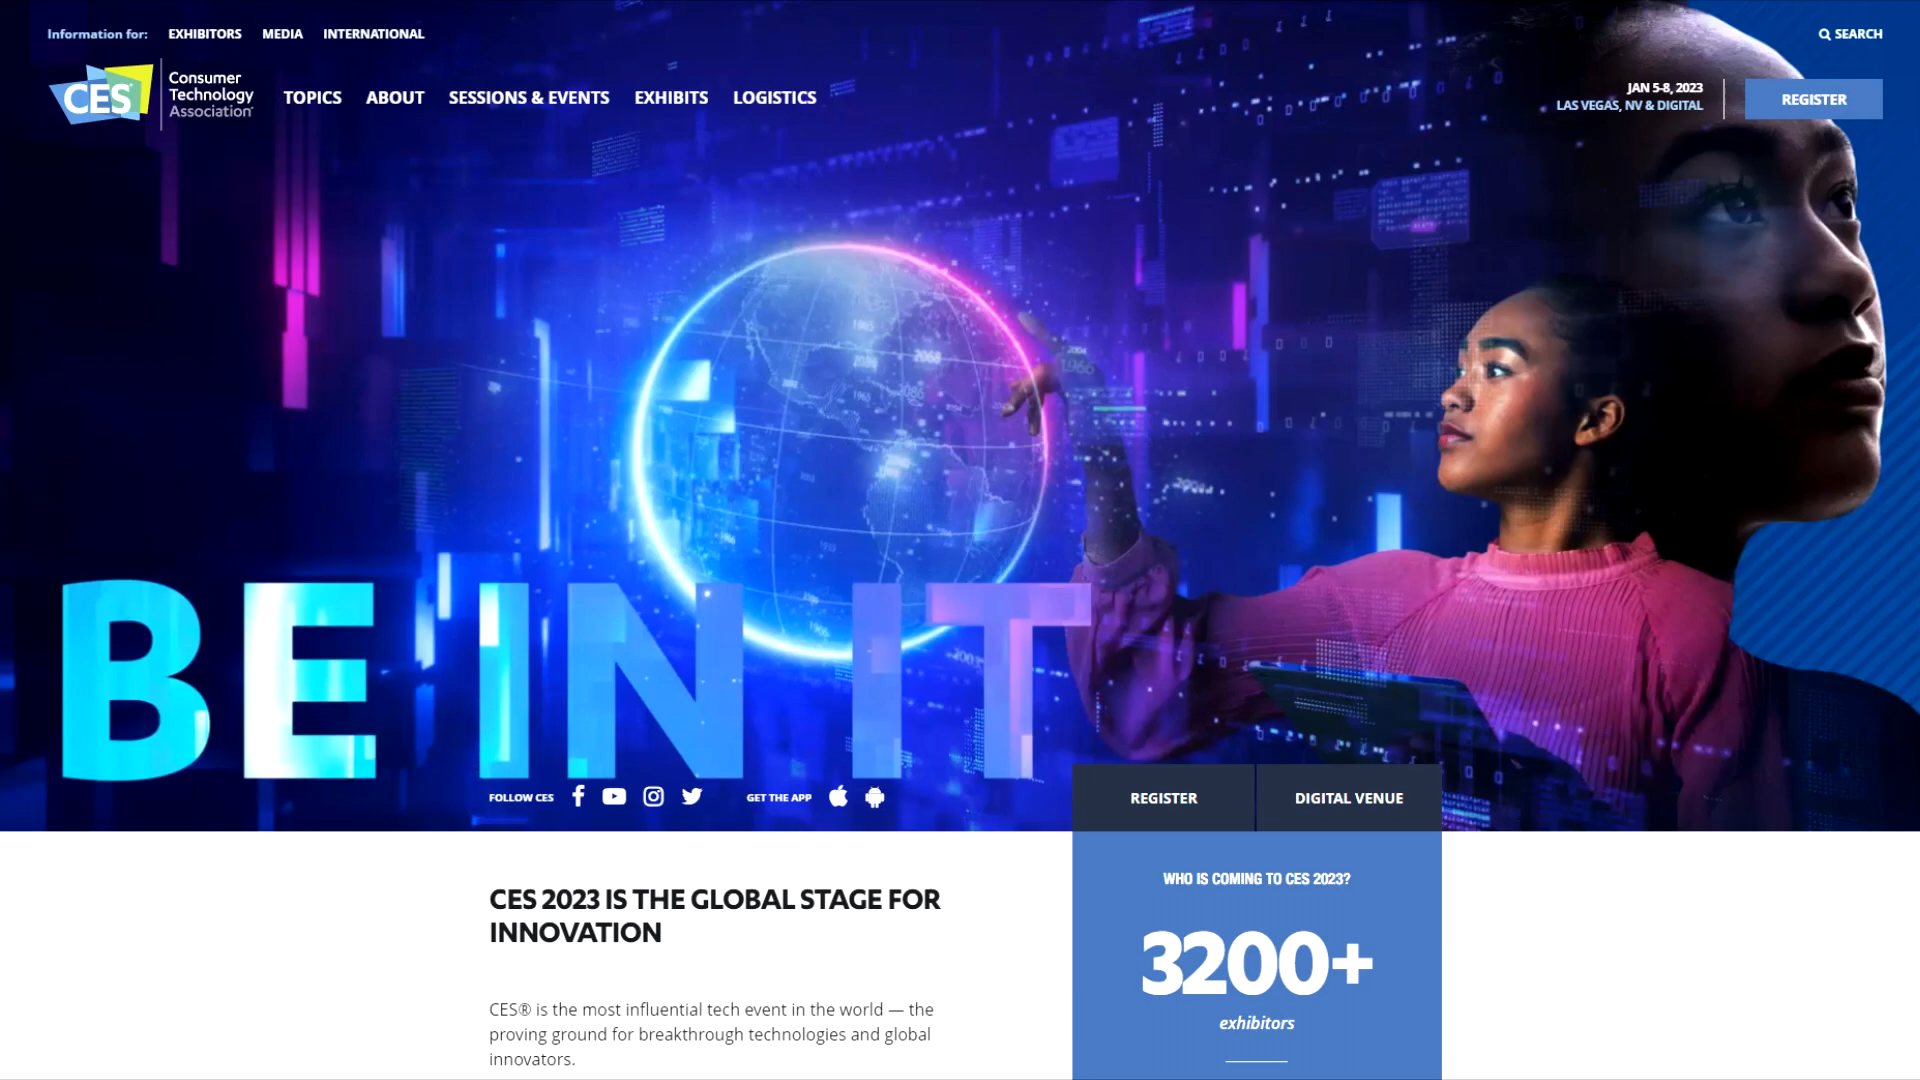 Information for: EXHIBITORS MEDIA INTERNATIONAL
SEARCH
CES
Consumer
Technology
Association
TOPICS ABOUT SESSIONS & EVENTS EXHIBITS LOGISTICS
JAN 5-8, 2023
LAS VEGAS, NV & DIGITAL
REGISTER
1965
2068
1966
BE IN IT
FOLLOW CES
GET THE APP
REGISTER
DIGITAL VENUE
CES 2023 IS THE GLOBAL STAGE FOR
INNOVATION
CES® is the most influential tech event in the world — the
proving ground for breakthrough technologies and global
innovators.
WHO IS COMING TO CES 2023?
3200+
exhibitors